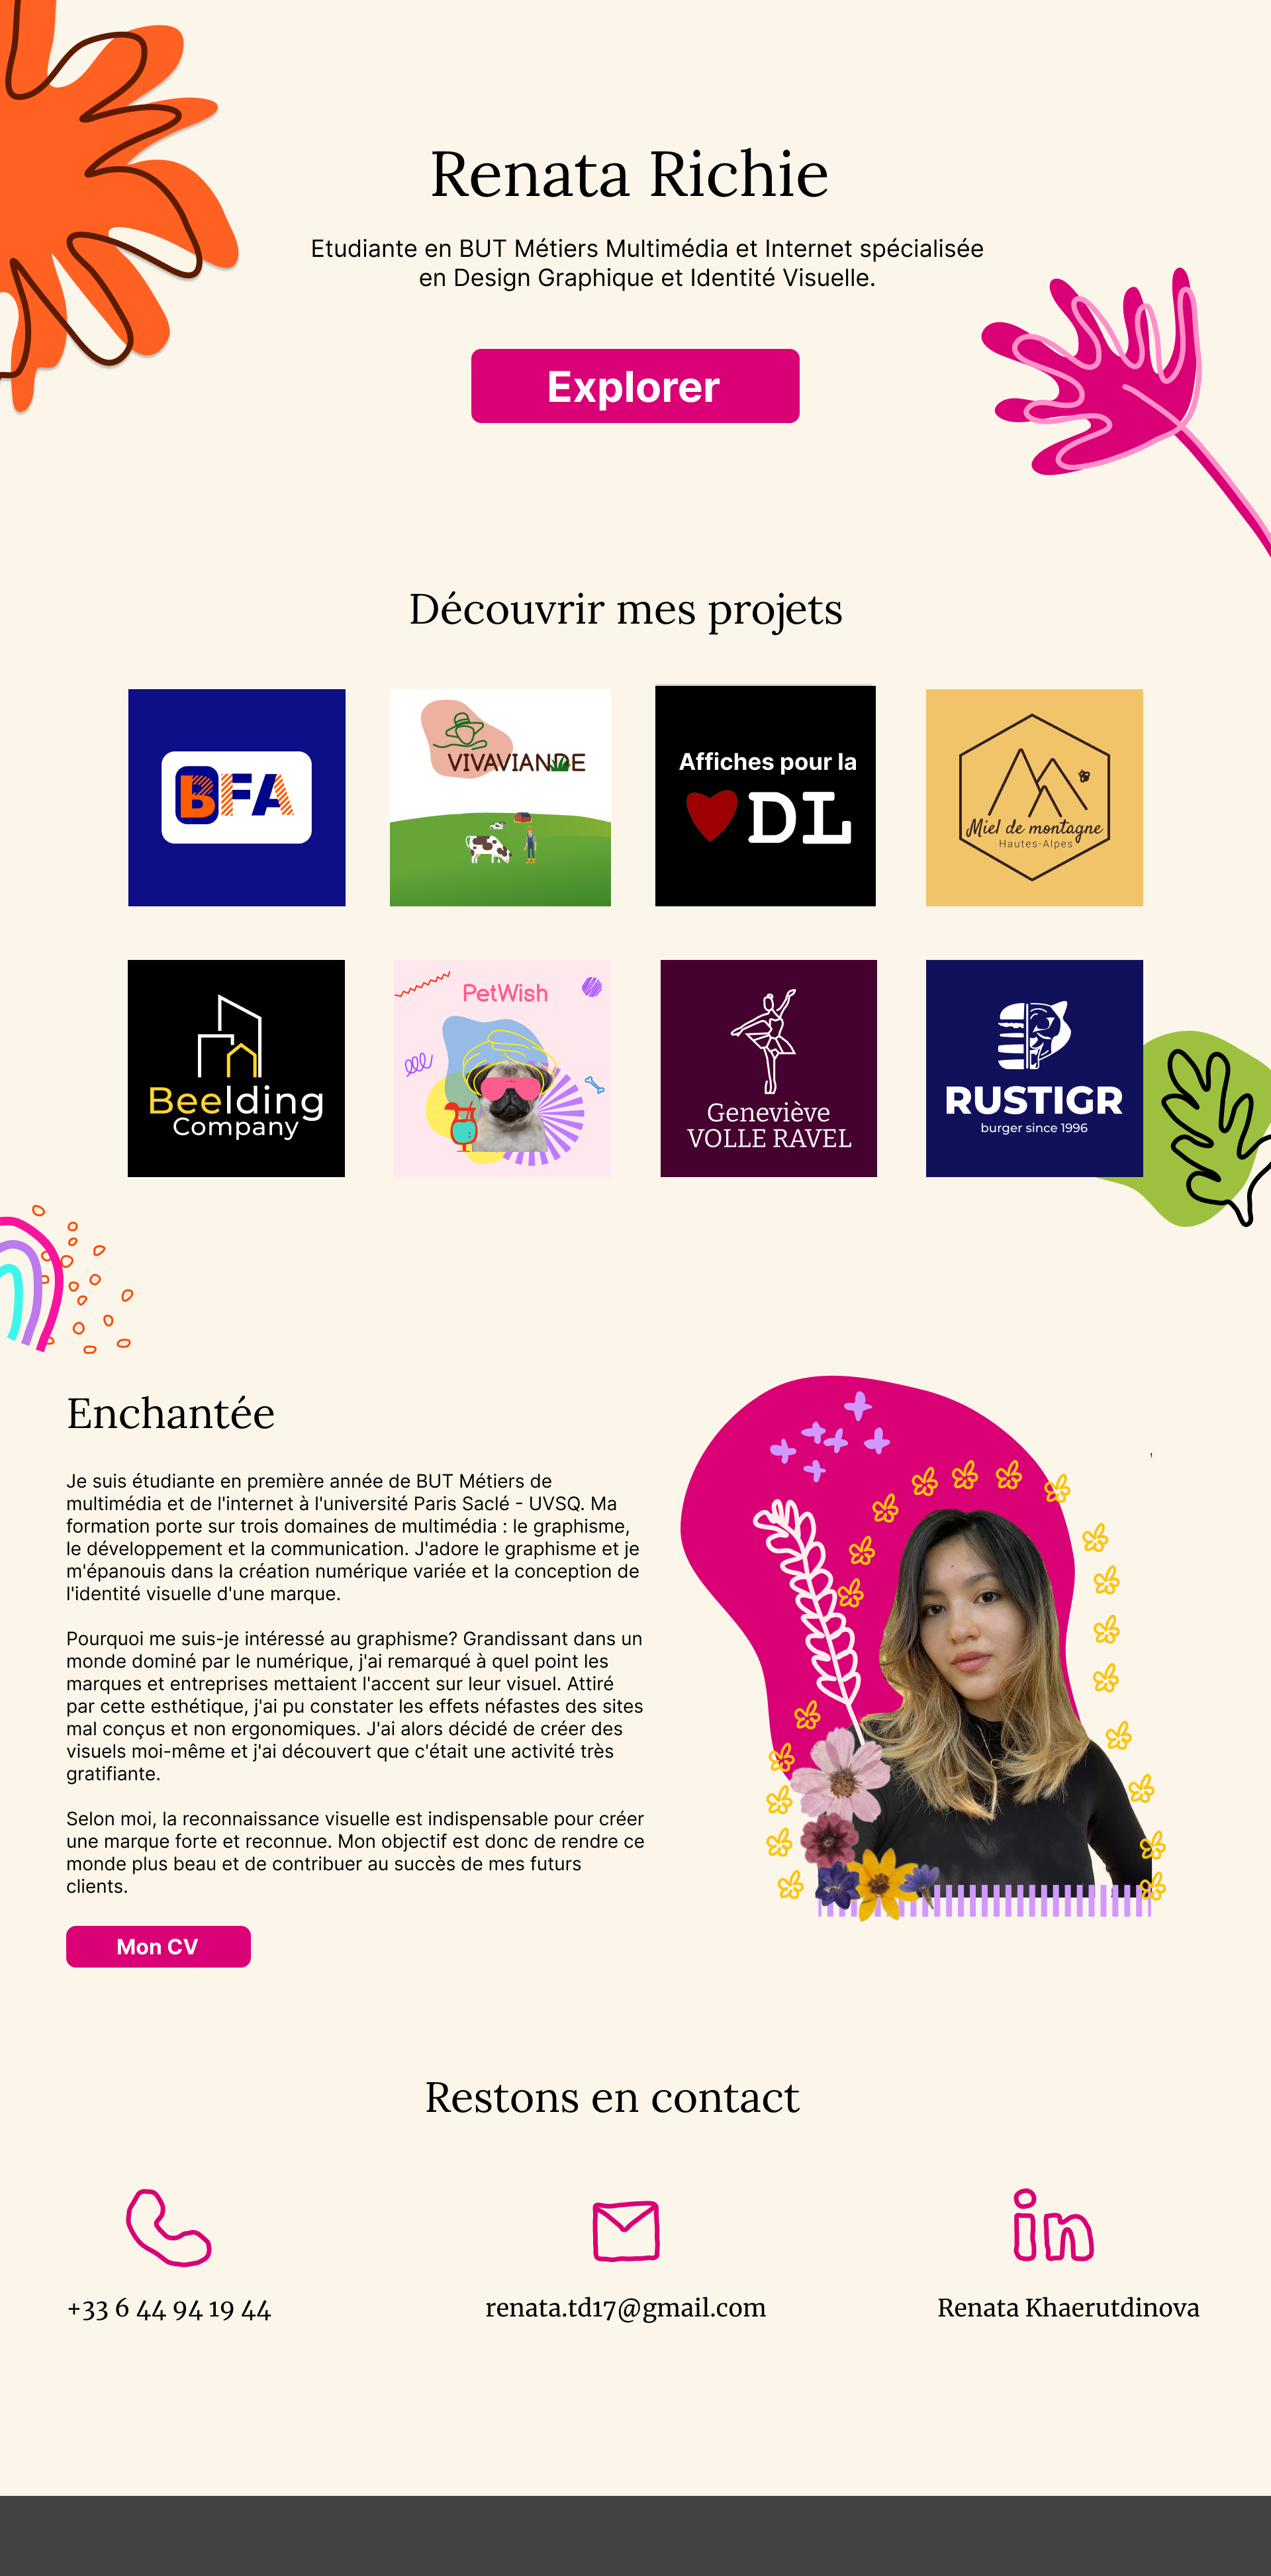 Renata Richie
Etudiante en BUT Métiers Multimédia et Internet spécialisée
en Design Graphique et Identité Visuelle.
Explorer
Découvrir mes projets
BFA
VIVAVIANDE
Affiches pour la
DL
Miel de montagne
Hautes-Alpes
Beelding
Company
PetWish
Geneviève
VOLLE RAVEL
RUSTIGR
burger since 1996
Enchantée
Je suis étudiante en première année de BUT Métiers de
multimédia et de l'internet à l'université Paris Saclé - UVSQ. Ma
formation porte sur trois domaines de multimédia : le graphisme,
le développement et la communication. J'adore le graphisme et je
m'épanouis dans la création numérique variée et la conception de
l'identité visuelle d'une marque.
Pourquoi me suis-je intéressé au graphisme? Grandissant dans un
monde dominé par le numérique, j'ai remarqué à quel point les
marques et entreprises mettaient l'accent sur leur visuel. Attiré
par cette esthétique, j'ai pu constater les effets néfastes des sites
mal conçus et non ergonomiques. J'ai alors décidé de créer des
visuels moi-même et j'ai découvert que c'était une activité très
gratifiante.
Selon moi, la reconnaissance visuelle est indispensable pour créer
une marque forte et reconnue. Mon objectif est donc de rendre ce
monde plus beau et de contribuer au succès de mes futurs
clients.
Mon CV
Restons en contact
in
+33 6 44 94 19 44
renata.td17@gmail.com
Renata Khaerutdinova